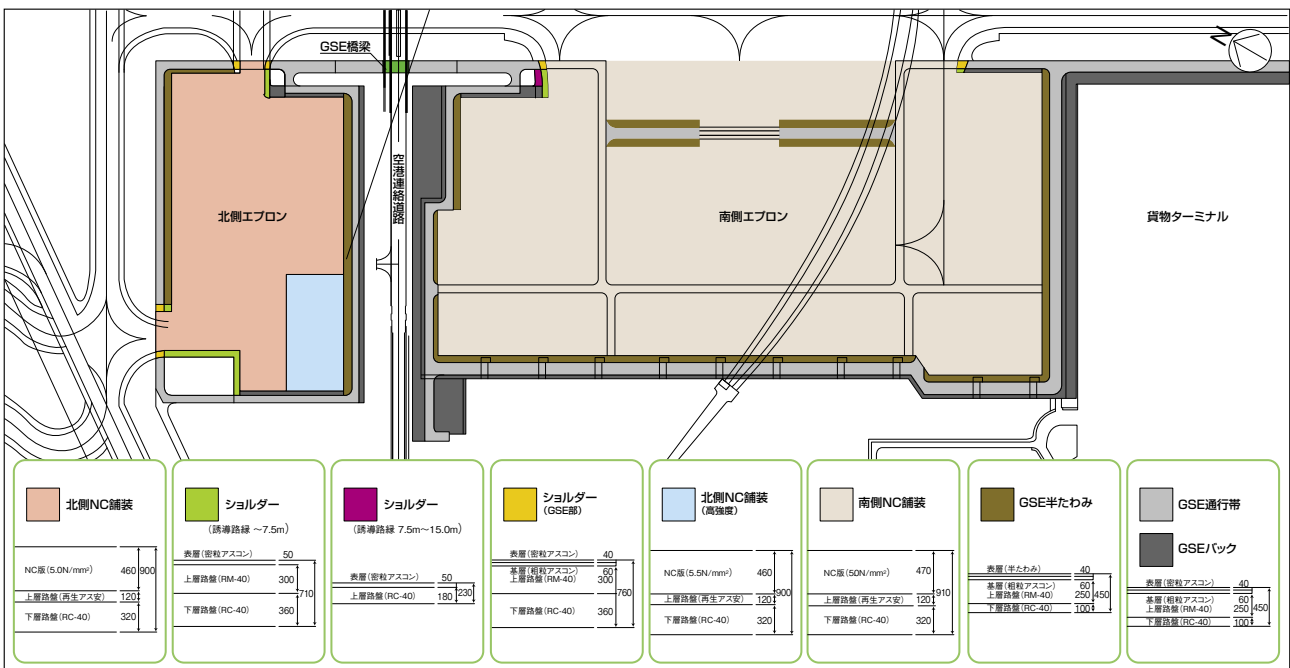 GSE橋梁
N
空港連絡道路
北側エプロン
南側エプロン
貨物ターミナル
北側NC舗装
NC版(5.0N/mm²) 460 900
上層路盤(再生アス安) 120
下層路盤(RC-40) 320
ショルダー
(誘導路縁 ～7.5m)
表層(密粒アスコン) 50
上層路盤(RM-40) 300
710
下層路盤(RC-40) 360
ショルダー
(誘導路縁 7.5m～15.0m)
表層(密粒アスコン) 50
230
上層路盤(RC-40) 180
ショルダー
(GSE部)
表層(密粒アスコン) 40
基層(粗粒アスコン) 60
上層路盤(RM-40) 300
760
下層路盤(RC-40) 360
北側NC舗装
(高強度)
NC版(5.5N/mm²) 460
上層路盤(再生アス安) 120
900
下層路盤(RC-40) 320
南側NC舗装
NC版(50N/mm²) 470
上層路盤(再生アス安) 120
910
下層路盤(RC-40) 320
GSE半たわみ
表層(半たわみ) 40
基層(粗粒アスコン) 60
上層路盤(RM-40) 250 450
下層路盤(RC-40) 100
GSE通行帯
GSEバック
表層(密粒アスコン) 40
基層(粗粒アスコン) 60
上層路盤(RM-40) 250 450
下層路盤(RC-40) 100